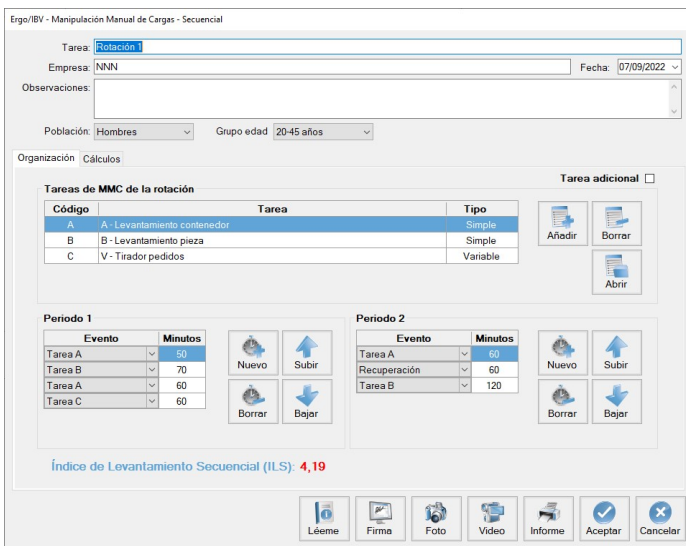 Ergo/IBV - Manipulación Manual de Cargas - Secuencial
Tarea: Rotación 1
Empresa: NNN Fecha: 07/09/2022
Observaciones:
Población: Hombres Grupo edad 20-45 años
Organización Cálculos
Tarea adicional
Tareas de MMC de la rotación
Código Tarea Tipo
A A - Levantamiento contenedor Simple
B B - Levantamiento pieza Simple
C V - Tirador pedidos Variable
Añadir Borrar
Abrir
Periodo 1
Evento Minutos
Tarea A 50
Tarea B 70
Tarea A 60
Tarea C 60
Nuevo Subir
Borrar Bajar
Periodo 2
Evento Minutos
Tarea A 60
Recuperación 60
Tarea B 120
Nuevo Subir
Borrar Bajar
Índice de Levantamiento Secuencial (ILS): 4,19
Léeme Firma Foto Video Informe Aceptar Cancelar